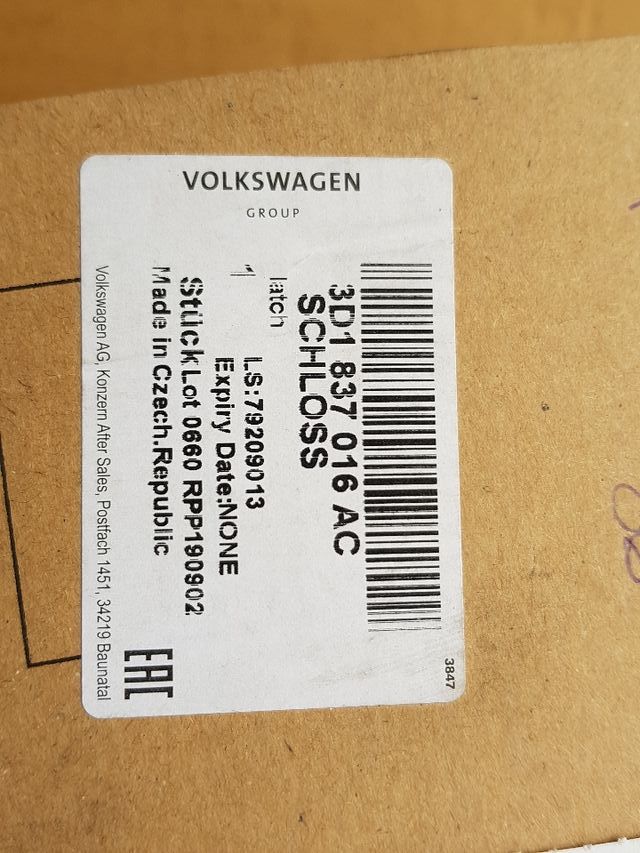 VOLKSWAGEN
GROUP
3D1 837 016 AC
SCHLOSS
latch
1
LS:79209013
Expiry Date:NONE
Stück Lot 0660 RPP190902
Made in Czech.Republic
Volkswagen AG, Konzern After Sales, Postfach 1451, 34219 Baunatal
EAC
3847